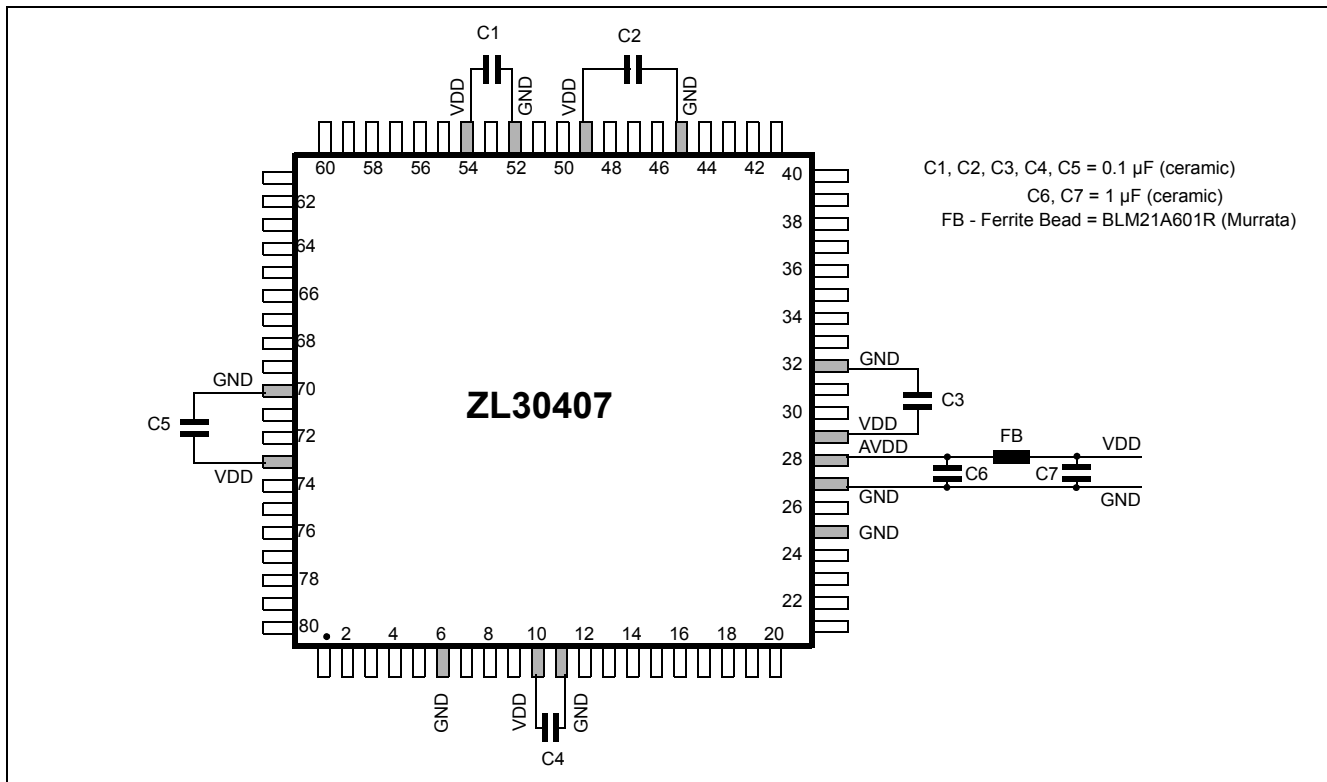 C1
C2
VDD
GND
VDD
GND
60 58 56 54 52 50 48 46 44 42
C1, C2, C3, C4, C5 = 0.1 µF (ceramic)
C6, C7 = 1 µF (ceramic)
FB - Ferrite Bead = BLM21A601R (Murrata)
62
64
66
68
70
72
74
76
78
80
GND
C5
VDD
ZL30407
40
38
36
34
32
30
28
26
24
22
GND
C3
VDD
AVDD
FB
VDD
C6
C7
GND
GND
GND
2 4 6 8 10 12 14 16 18 20
GND
VDD
GND
C4